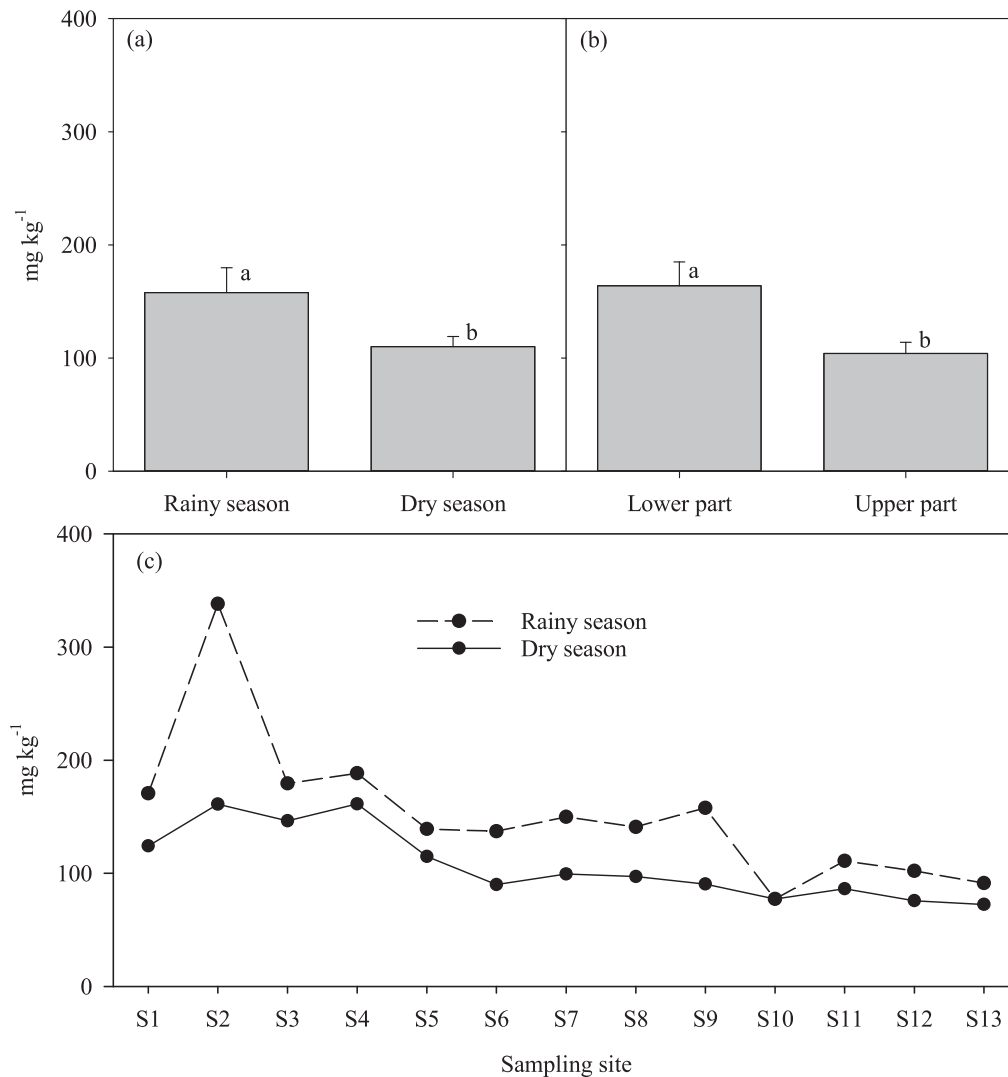 (a)
(b)
400
300
200
100
0
mg kg-1
a
b
a
b
Rainy season
Dry season
Lower part
Upper part
(c)
400
300
200
100
0
mg kg-1
Rainy season
Dry season
S1 S2 S3 S4 S5 S6 S7 S8 S9 S10 S11 S12 S13
Sampling site